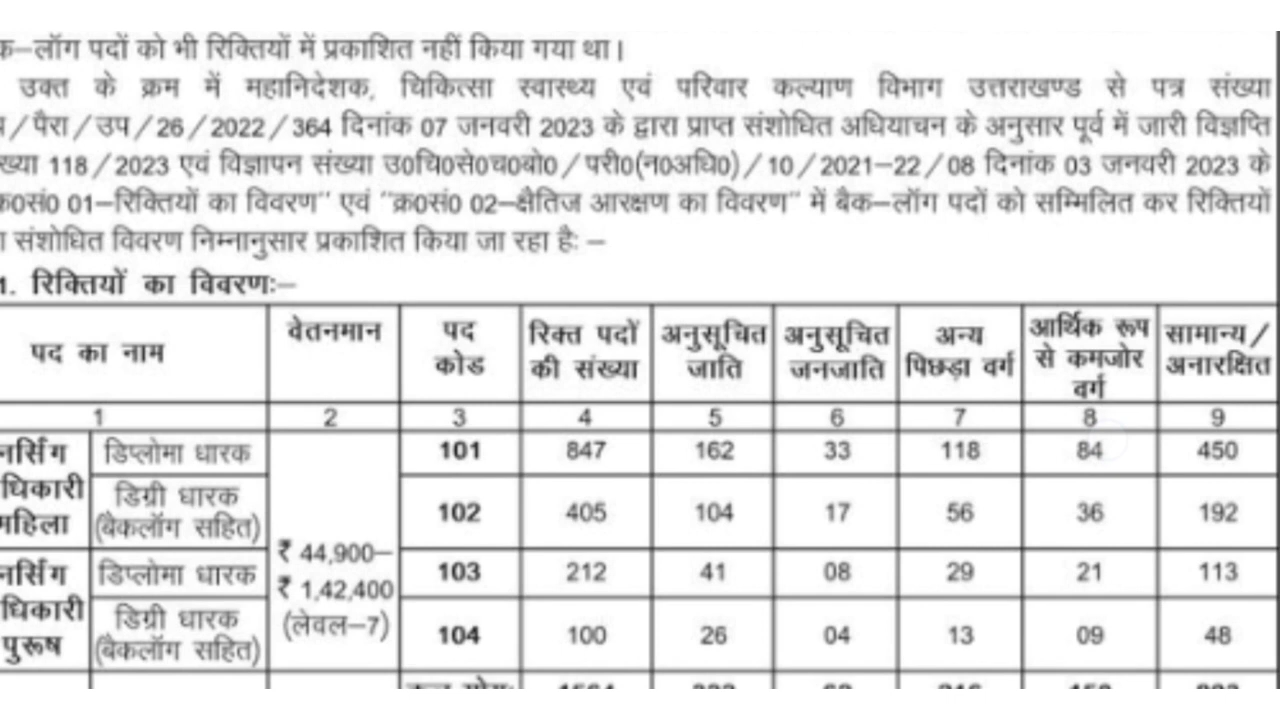 क–लॉग पदों को भी रिक्तियों में प्रकाशित नहीं किया गया था।
उक्त के क्रम में महानिदेशक, चिकित्सा स्वास्थ्य एवं परिवार कल्याण विभाग उत्तराखण्ड से पत्र संख्या
/पैरा/उप/26/2022/364 दिनांक 07 जनवरी 2023 के द्वारा प्राप्त संशोधित अधियाचन के अनुसार पूर्व में जारी विज्ञप्ति
ख्या 118/2023 एवं विज्ञापन संख्या उ0चि0से0च0बो0/परी0(न0अधि0)/10/2021–22/08 दिनांक 03 जनवरी 2023 के
क0सं0 01–रिक्तियों का विवरण" एवं "क्र0सं0 02–क्षैतिज आरक्षण का विवरण" में बैक–लॉग पदों को सम्मिलित कर रिक्तियों
संशोधित विवरण निम्नानुसार प्रकाशित किया जा रहा हैः –
1. रिक्तियों का विवरणः–
पद का नाम वेतनमान पद कोड रिक्त पदों की संख्या अनुसूचित जाति अनुसूचित जनजाति अन्य पिछड़ा वर्ग आर्थिक रूप से कमजोर वर्ग सामान्य/ अनारक्षित
1 2 3 4 5 6 7 8 9
नर्सिंग धिकारी महिला डिप्लोमा धारक 101 847 162 33 118 84 450
डिग्री धारक (बैकलॉग सहित) 102 405 104 17 56 36 192
₹ 44,900– ₹ 1,42,400 (लेवल–7)
नर्सिंग धिकारी पुरूष डिप्लोमा धारक 103 212 41 08 29 21 113
डिग्री धारक (बैकलॉग सहित) 104 100 26 04 13 09 48